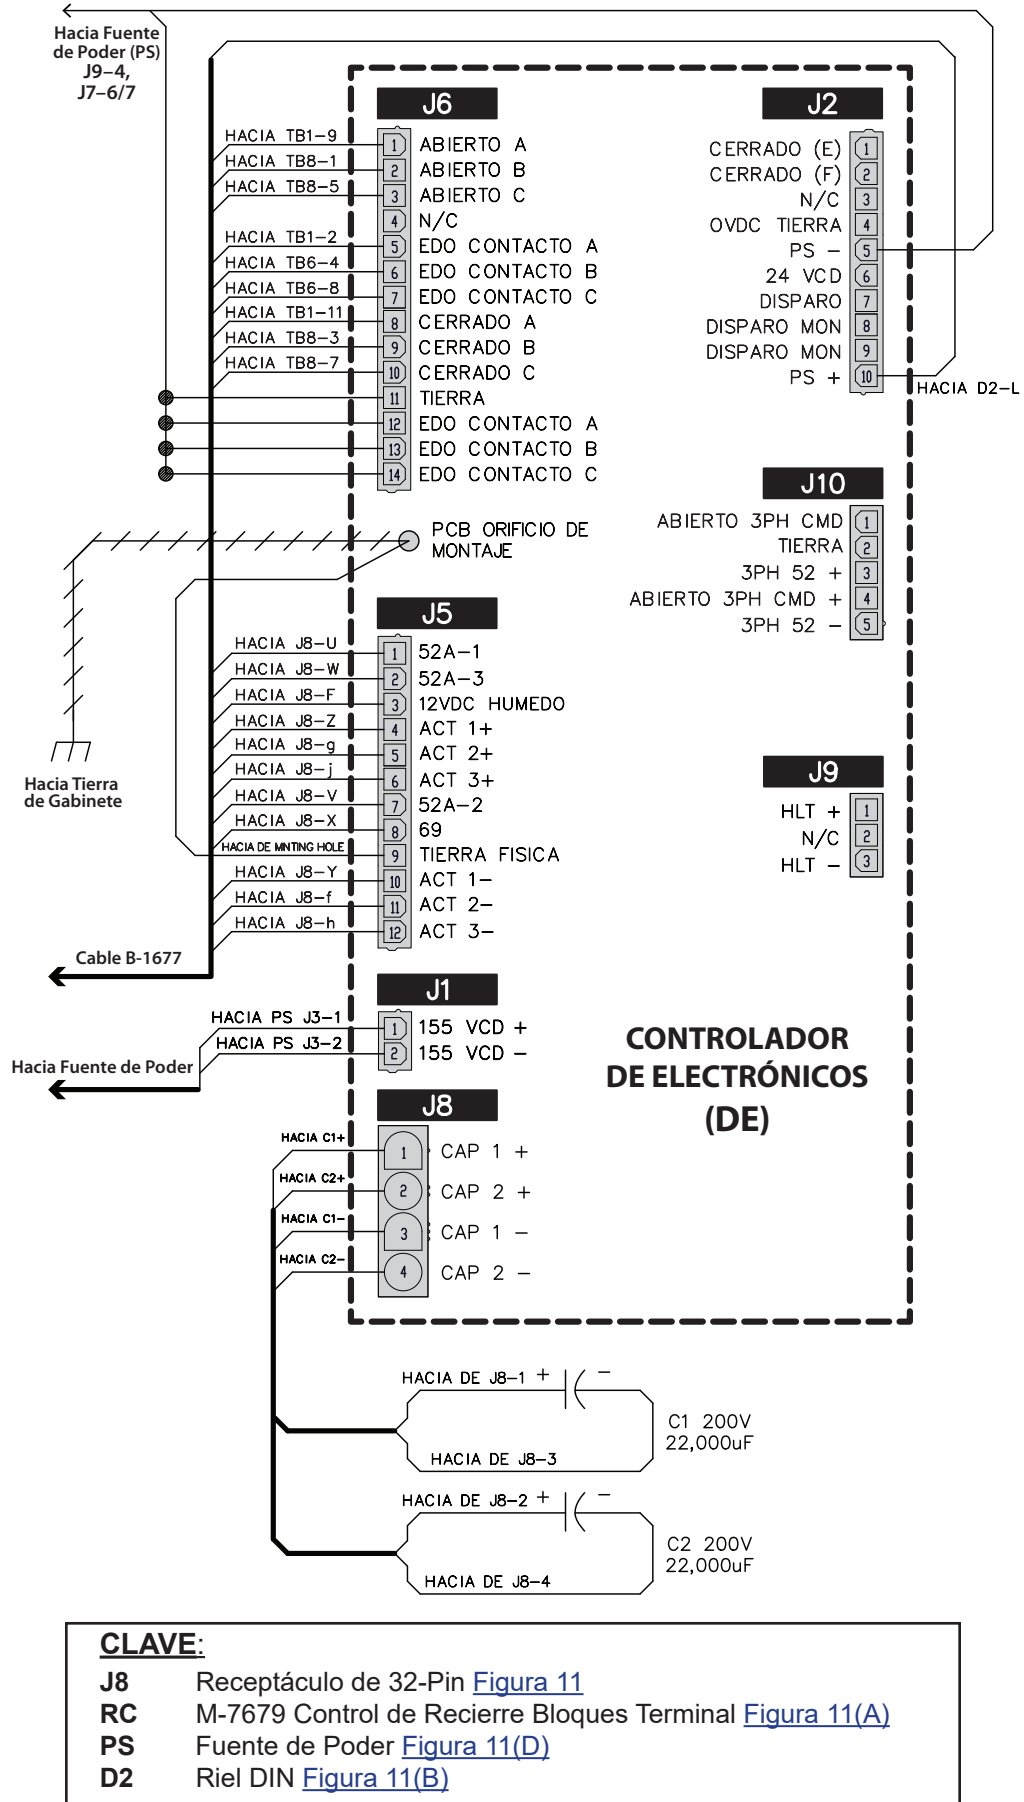 Hacia Fuente
de Poder (PS)
J9–4,
J7–6/7
J6
HACIA TB1–9
1 ABIERTO A
HACIA TB8–1
2 ABIERTO B
HACIA TB8–5
3 ABIERTO C
4 N/C
HACIA TB1–2
5 EDO CONTACTO A
HACIA TB6–4
6 EDO CONTACTO B
HACIA TB6–8
7 EDO CONTACTO C
HACIA TB1–11
8 CERRADO A
HACIA TB8–3
9 CERRADO B
HACIA TB8–7
10 CERRADO C
11 TIERRA
12 EDO CONTACTO A
13 EDO CONTACTO B
14 EDO CONTACTO C
J2
CERRADO (E) 1
CERRADO (F) 2
N/C 3
0VDC TIERRA 4
PS – 5
24 VCD 6
DISPARO 7
DISPARO MON 8
DISPARO MON 9
PS + 10
HACIA D2–L
J10
ABIERTO 3PH CMD 1
TIERRA 2
3PH 52 + 3
ABIERTO 3PH CMD + 4
3PH 52 – 5
PCB ORIFICIO DE
MONTAJE
Hacia Tierra
de Gabinete
J5
HACIA J8–U
1 52A–1
HACIA J8–W
2 52A–3
HACIA J8–F
3 12VDC HUMEDO
HACIA J8–Z
4 ACT 1+
HACIA J8–g
5 ACT 2+
HACIA J8–j
6 ACT 3+
HACIA J8–V
7 52A–2
HACIA J8–X
8 69
HACIA DE MNTING HOLE
9 TIERRA FISICA
HACIA J8–Y
10 ACT 1–
HACIA J8–f
11 ACT 2–
HACIA J8–h
12 ACT 3–
J9
HLT + 1
N/C 2
HLT – 3
Cable B-1677
J1
HACIA PS J3–1
1 155 VCD +
HACIA PS J3–2
2 155 VCD –
Hacia Fuente de Poder
CONTROLADOR
DE ELECTRÓNICOS
(DE)
J8
HACIA C1+
1 CAP 1 +
HACIA C2+
2 CAP 2 +
HACIA C1–
3 CAP 1 –
HACIA C2–
4 CAP 2 –
HACIA DE J8–1 + –
C1 200V
22,000uF
HACIA DE J8–3
HACIA DE J8–2 + –
C2 200V
22,000uF
HACIA DE J8–4
CLAVE:
J8 Receptáculo de 32-Pin Figura 11
RC M-7679 Control de Recierre Bloques Terminal Figura 11(A)
PS Fuente de Poder Figura 11(D)
D2 Riel DIN Figura 11(B)